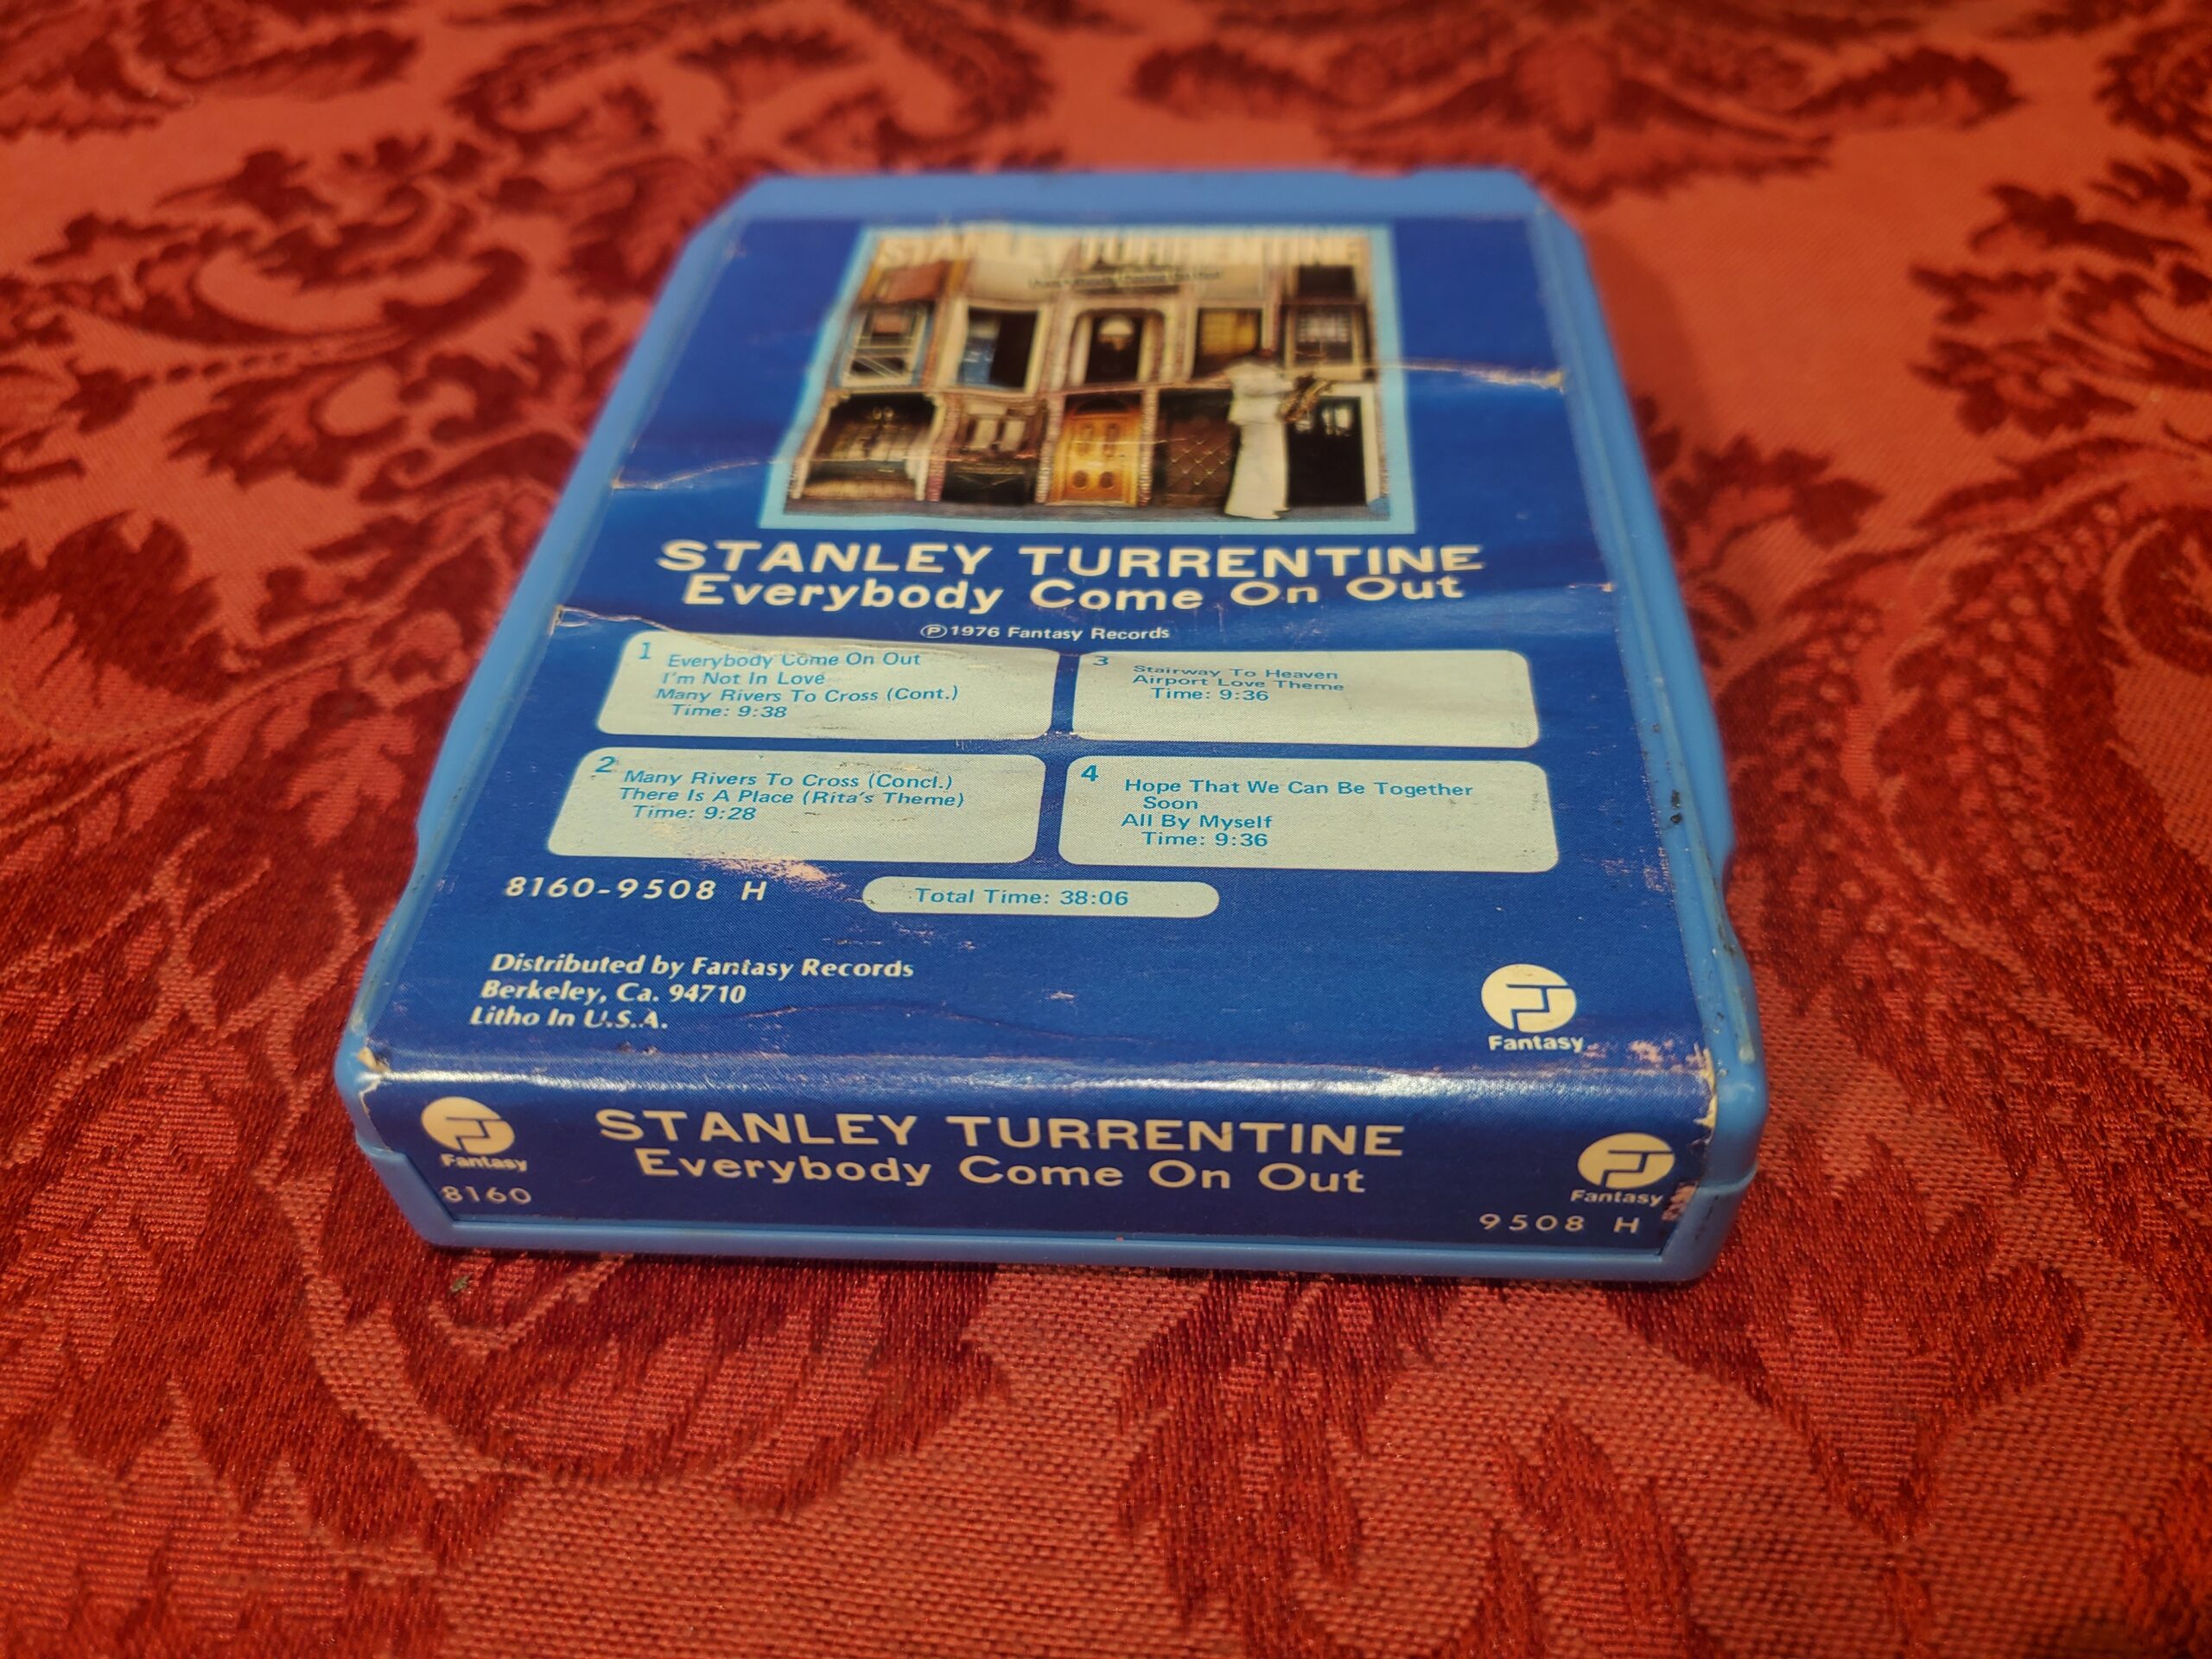 STANLEY TURRENTINE
STANLEY TURRENTINE
Everybody Come On Out
Ⓟ1976 Fantasy Records
1
Everybody Come On Out
I'm Not In Love
Many Rivers To Cross (Cont.)
Time: 9:38
3
Stairway To Heaven
Airport Love Theme
Time: 9:36
2
Many Rivers To Cross (Concl.)
There Is A Place (Rita's Theme)
Time: 9:28
4
Hope That We Can Be Together
Soon
All By Myself
Time: 9:36
8160-9508 H
Total Time: 38:06
Distributed by Fantasy Records
Berkeley, Ca. 94710
Litho In U.S.A.
Fantasy
Fantasy
8160
STANLEY TURRENTINE
Everybody Come On Out
Fantasy
9508 H